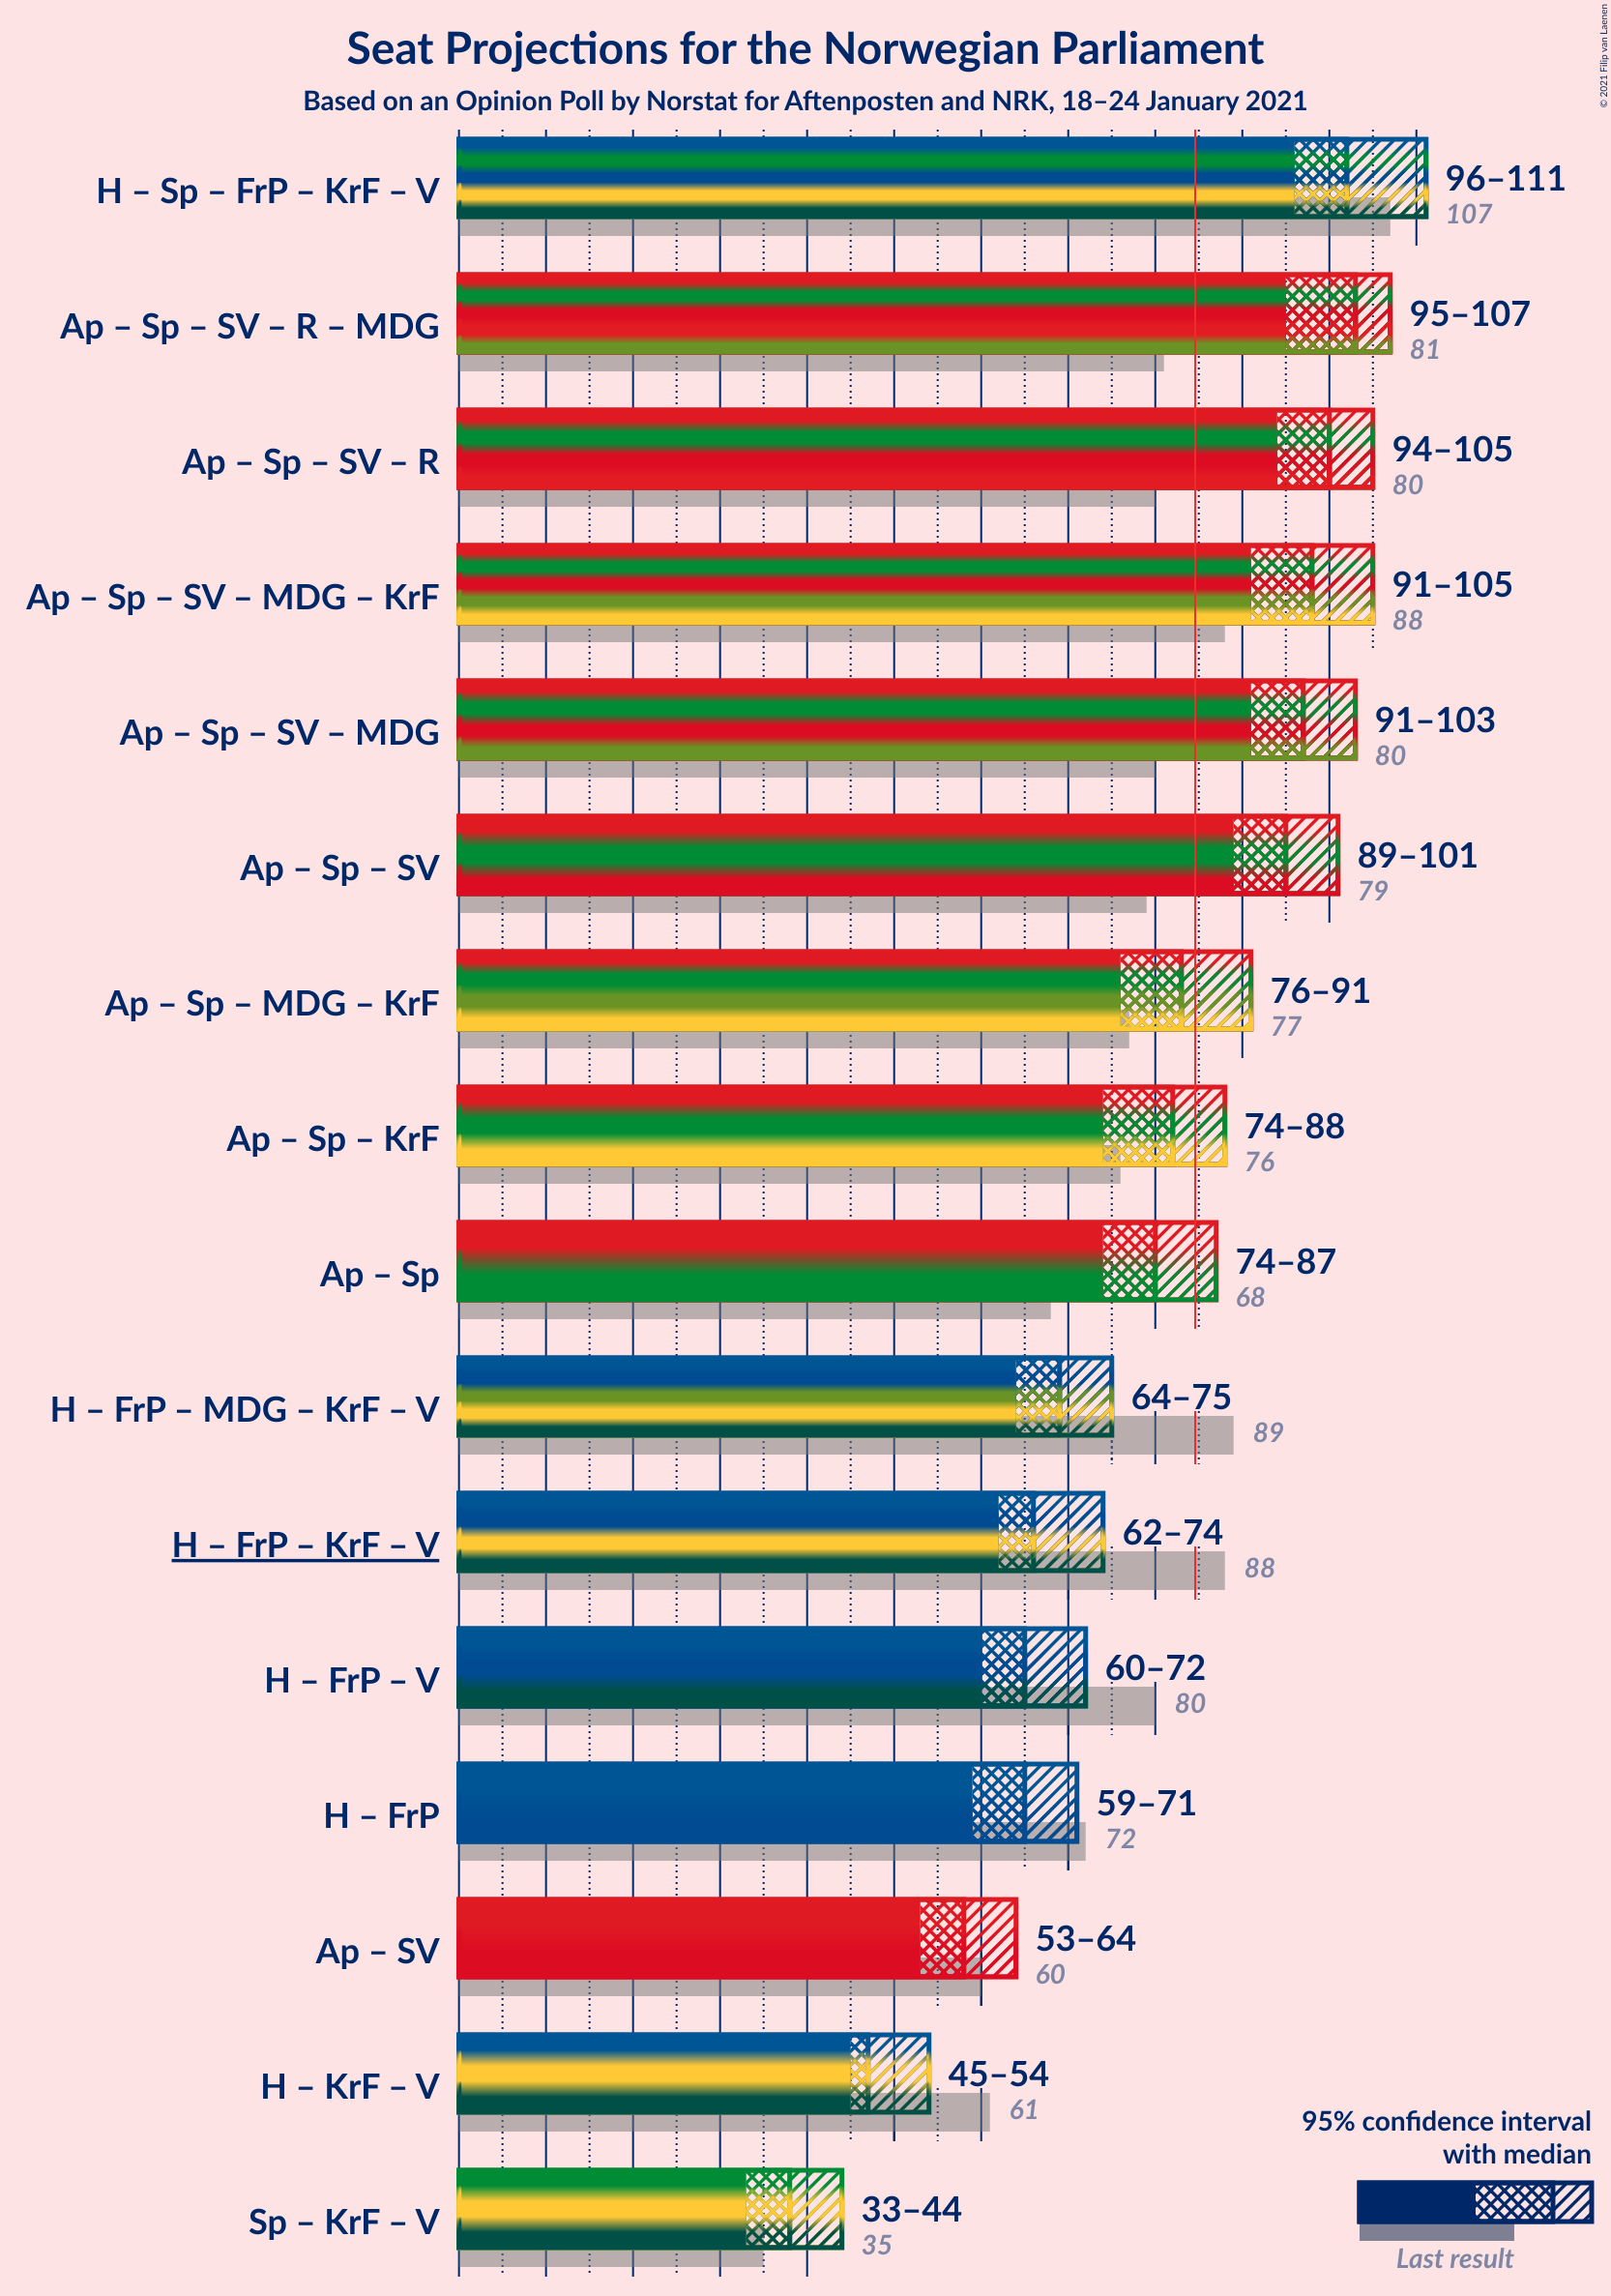 Seat Projections for the Norwegian Parliament
Based on an Opinion Poll by Norstat for Aftenposten and NRK, 18–24 January 2021
© 2021 Filip van Laenen
H – Sp – FrP – KrF – V
96–111
107
Ap – Sp – SV – R – MDG
95–107
81
Ap – Sp – SV – R
94–105
80
Ap – Sp – SV – MDG – KrF
91–105
88
Ap – Sp – SV – MDG
91–103
80
Ap – Sp – SV
89–101
79
Ap – Sp – MDG – KrF
76–91
77
Ap – Sp – KrF
74–88
76
Ap – Sp
74–87
68
H – FrP – MDG – KrF – V
64–75
89
H – FrP – KrF – V
62–74
88
H – FrP – V
60–72
80
H – FrP
59–71
72
Ap – SV
53–64
60
H – KrF – V
45–54
61
Sp – KrF – V
33–44
35
95% confidence interval
with median
Last result